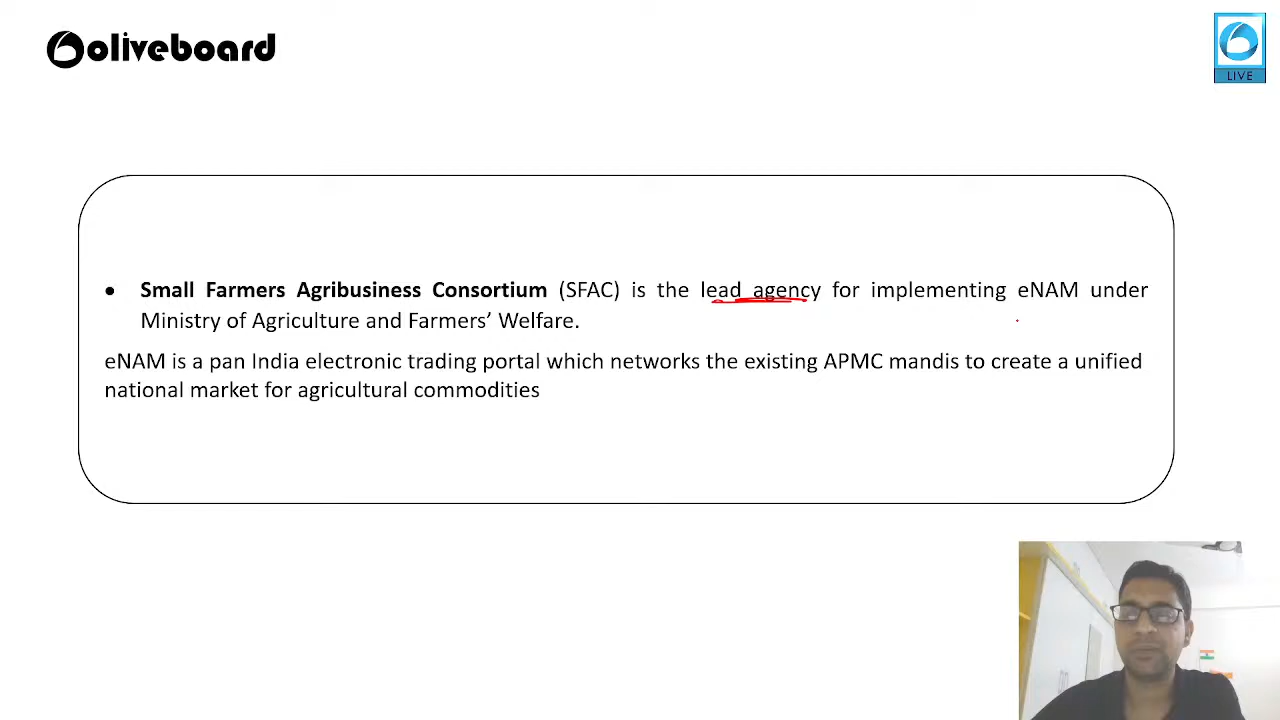 oliveboard
LIVE
• Small Farmers Agribusiness Consortium (SFAC) is the lead agency for implementing eNAM under
Ministry of Agriculture and Farmers’ Welfare.
eNAM is a pan India electronic trading portal which networks the existing APMC mandis to create a unified
national market for agricultural commodities